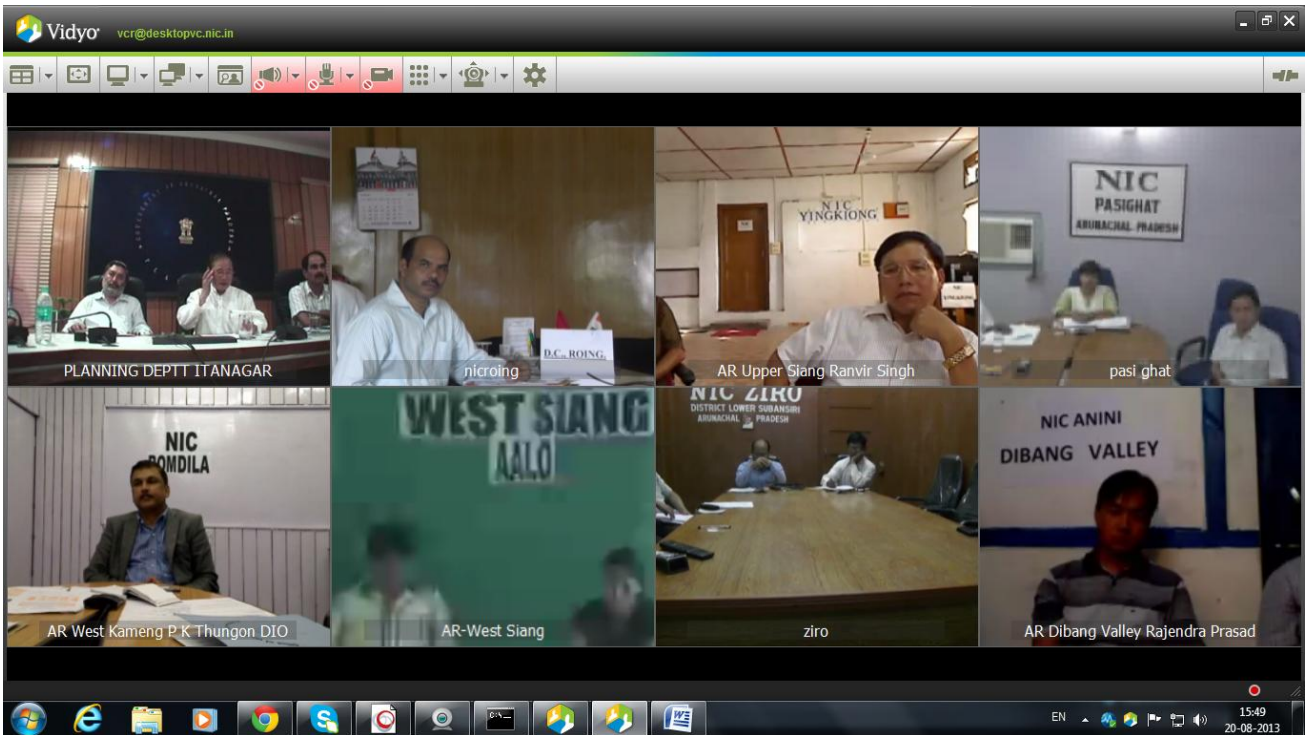 Vidyo vcr@desktopvc.nic.in
PLANNING DEPTT ITANAGAR
D.C., ROING.
nicroing
NIC
YINGKIONG
AR Upper Siang Ranvir Singh
NIC
PASIGHAT
ARUNACHAL PRADESH
pasi ghat
NIC
BOMDILA
AR West Kameng P K Thungon DIO
WEST SIANG
AALO
AR-West Siang
NIC ZIRO
DISTRICT LOWER SUBANSIRI
ARUNACHAL PRADESH
ziro
NIC ANINI
DIBANG VALLEY
AR Dibang Valley Rajendra Prasad
EN
15:49
20-08-2013